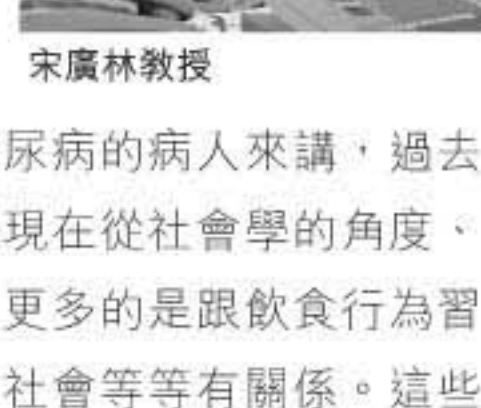 宋廣林教授
尿病的病人來講，過去
現在從社會學的角度、
更多的是跟飲食行為習
社會等等有關係。這些